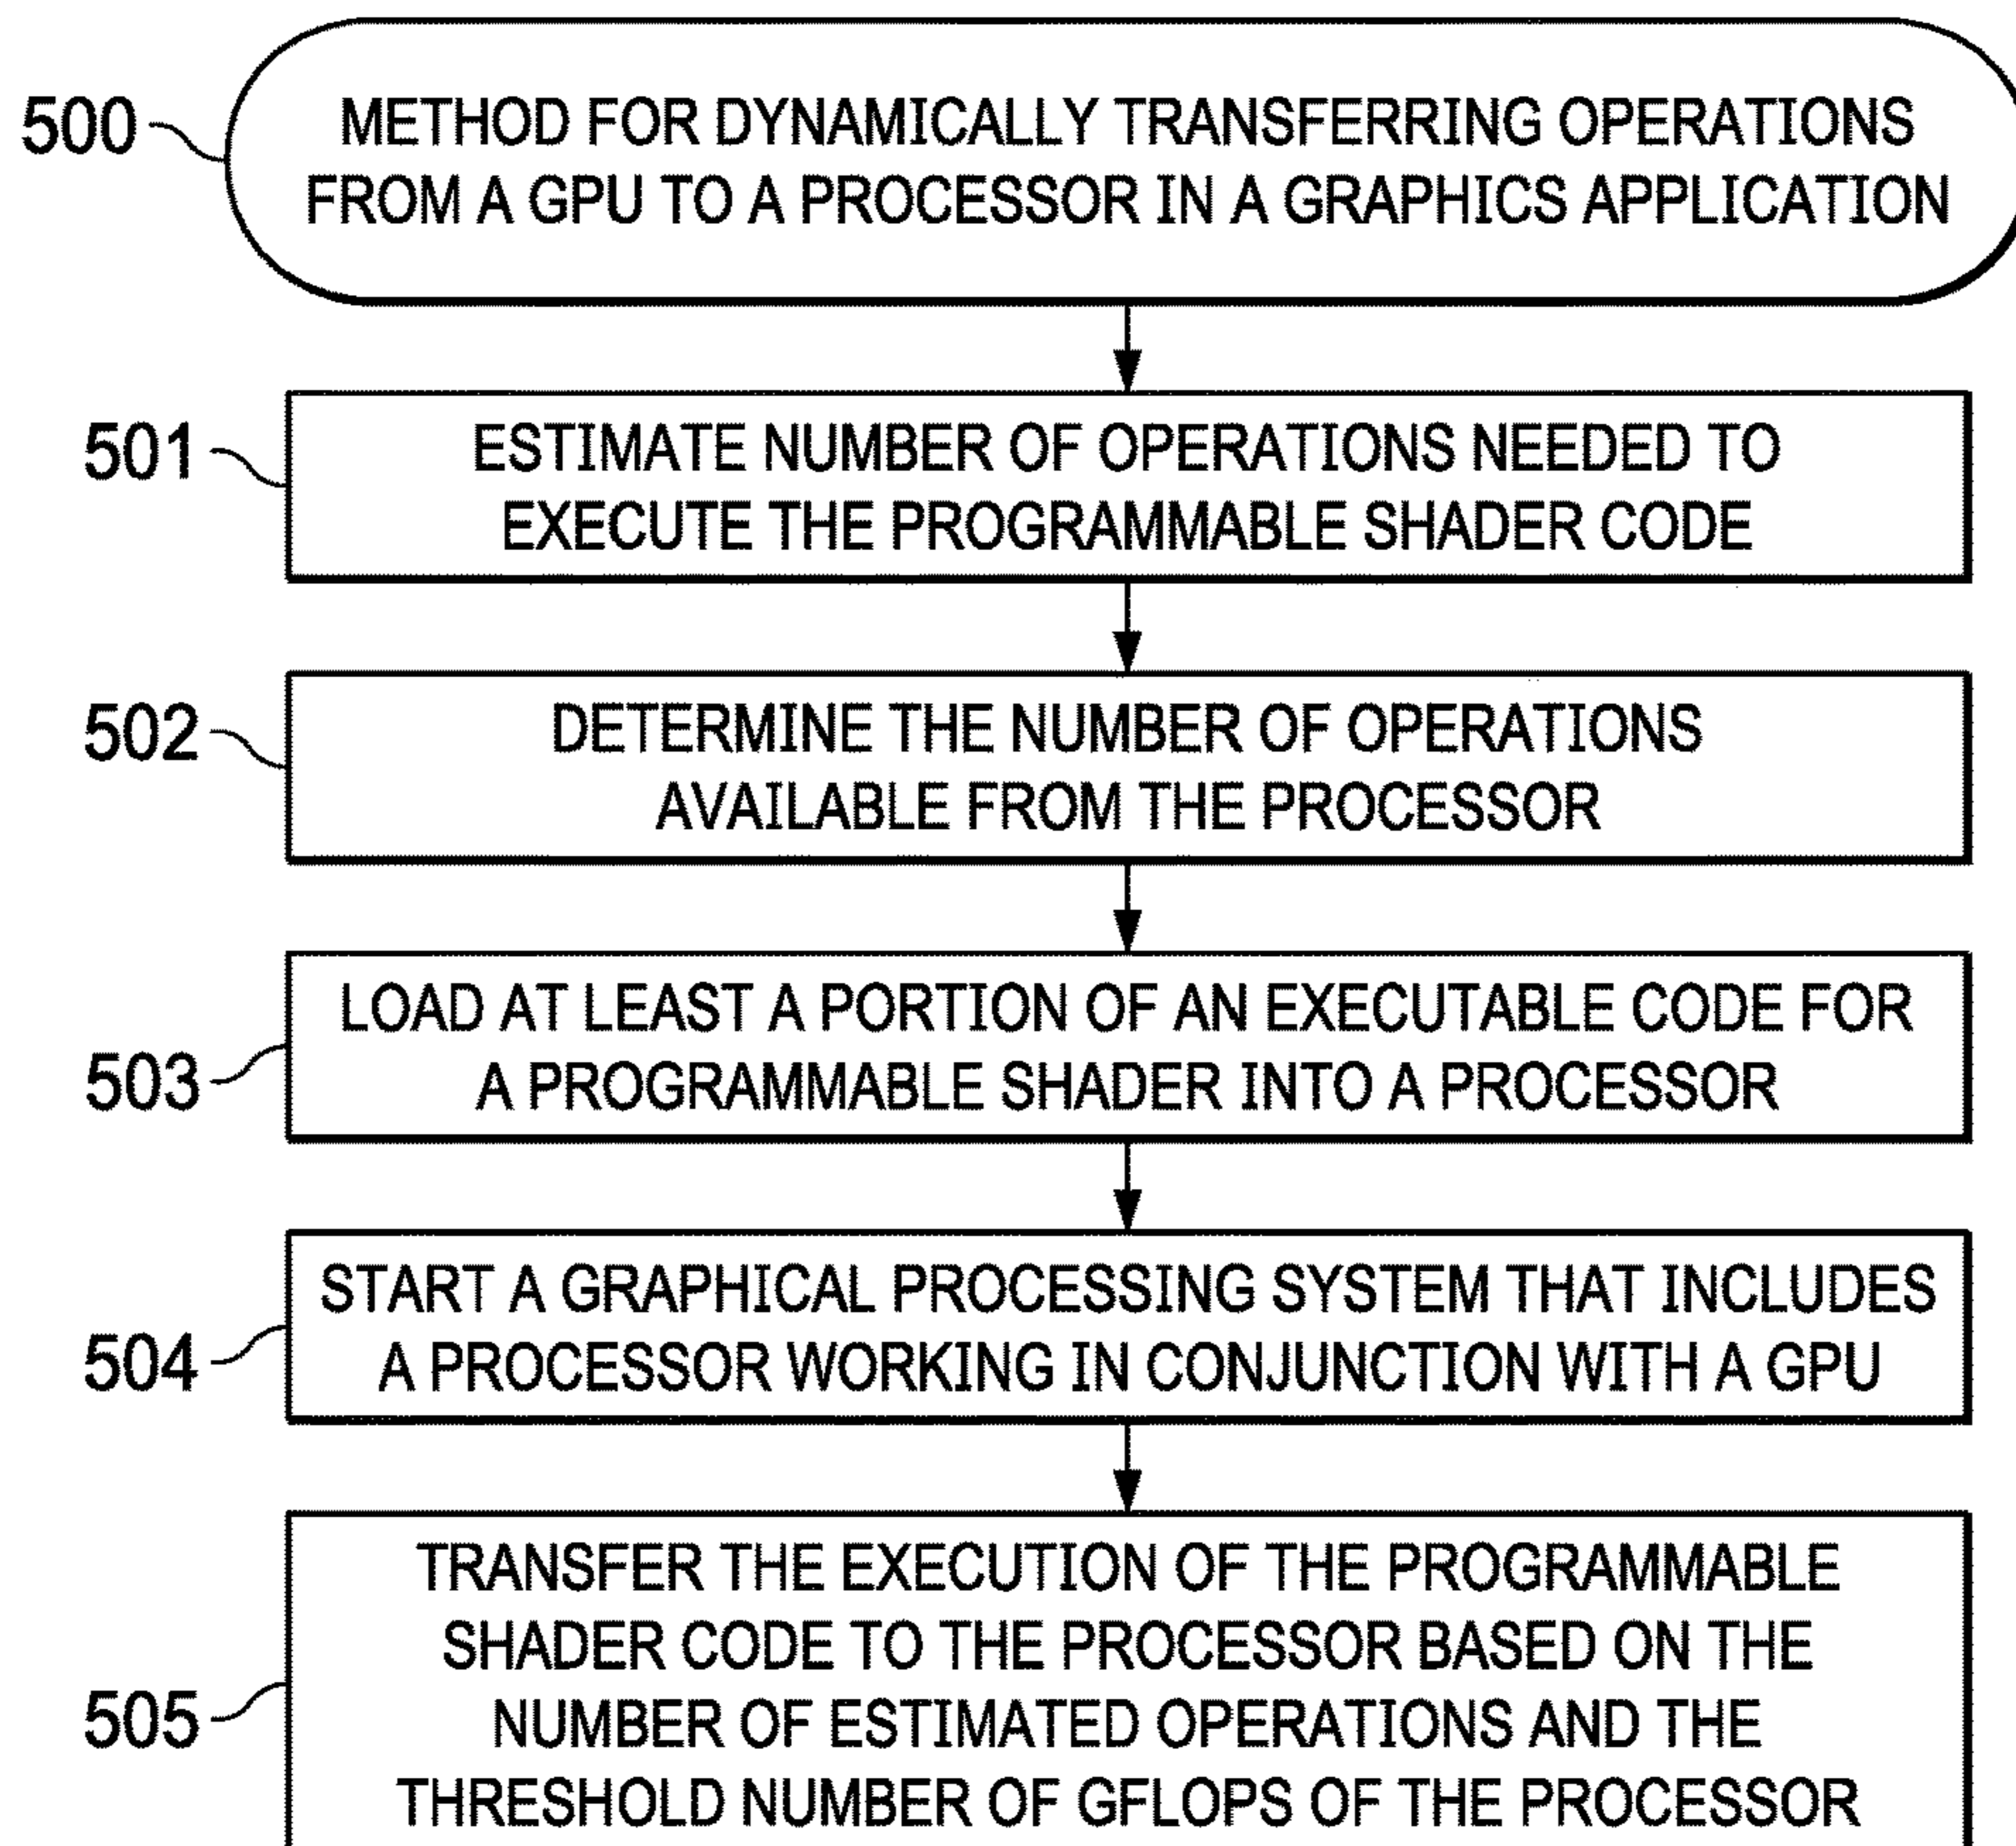 500
METHOD FOR DYNAMICALLY TRANSFERRING OPERATIONS
FROM A GPU TO A PROCESSOR IN A GRAPHICS APPLICATION
501
ESTIMATE NUMBER OF OPERATIONS NEEDED TO
EXECUTE THE PROGRAMMABLE SHADER CODE
502
DETERMINE THE NUMBER OF OPERATIONS
AVAILABLE FROM THE PROCESSOR
503
LOAD AT LEAST A PORTION OF AN EXECUTABLE CODE FOR
A PROGRAMMABLE SHADER INTO A PROCESSOR
504
START A GRAPHICAL PROCESSING SYSTEM THAT INCLUDES
A PROCESSOR WORKING IN CONJUNCTION WITH A GPU
505
TRANSFER THE EXECUTION OF THE PROGRAMMABLE
SHADER CODE TO THE PROCESSOR BASED ON THE
NUMBER OF ESTIMATED OPERATIONS AND THE
THRESHOLD NUMBER OF GFLOPS OF THE PROCESSOR